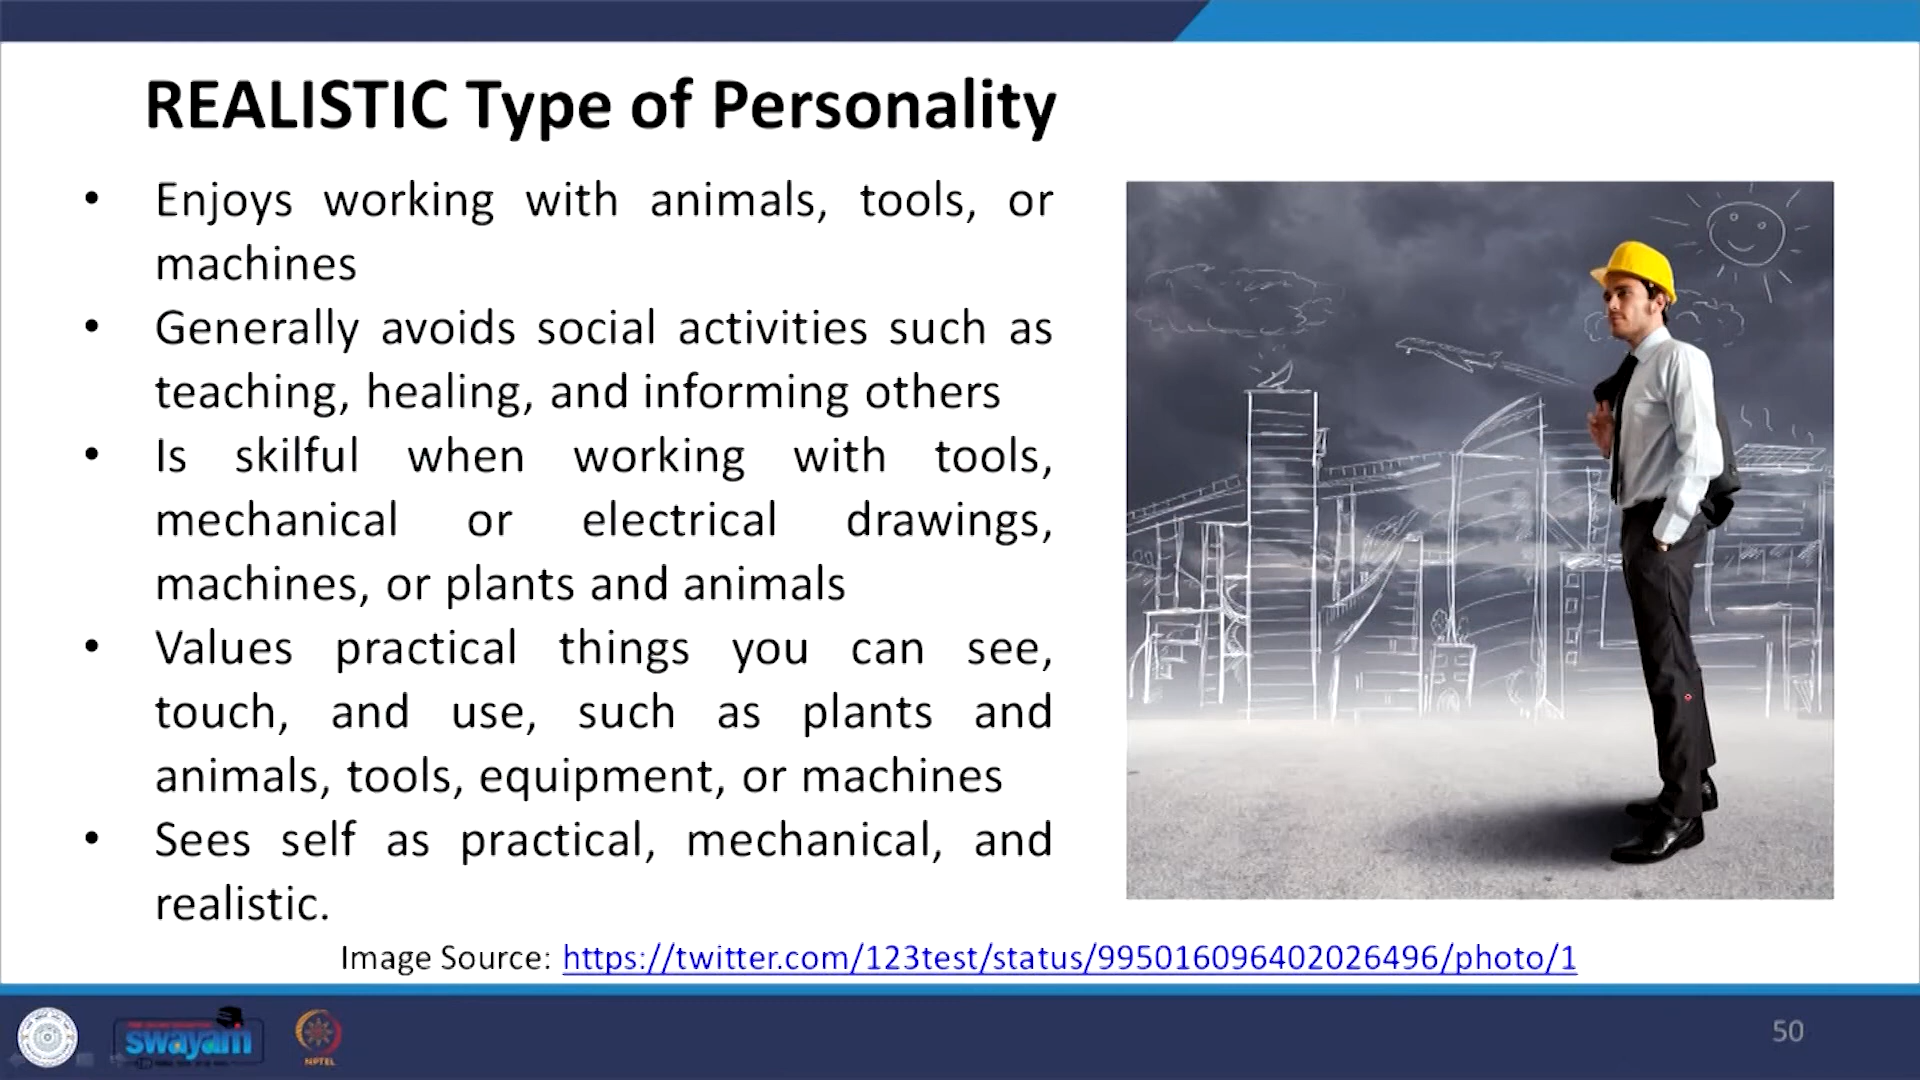 REALISTIC Type of Personality
• Enjoys working with animals, tools, or
machines
• Generally avoids social activities such as
teaching, healing, and informing others
• Is skilful when working with tools,
mechanical or electrical drawings,
machines, or plants and animals
• Values practical things you can see,
touch, and use, such as plants and
animals, tools, equipment, or machines
• Sees self as practical, mechanical, and
realistic.
Image Source: https://twitter.com/123test/status/995016096402026496/photo/1
swayam
NPTEL
50